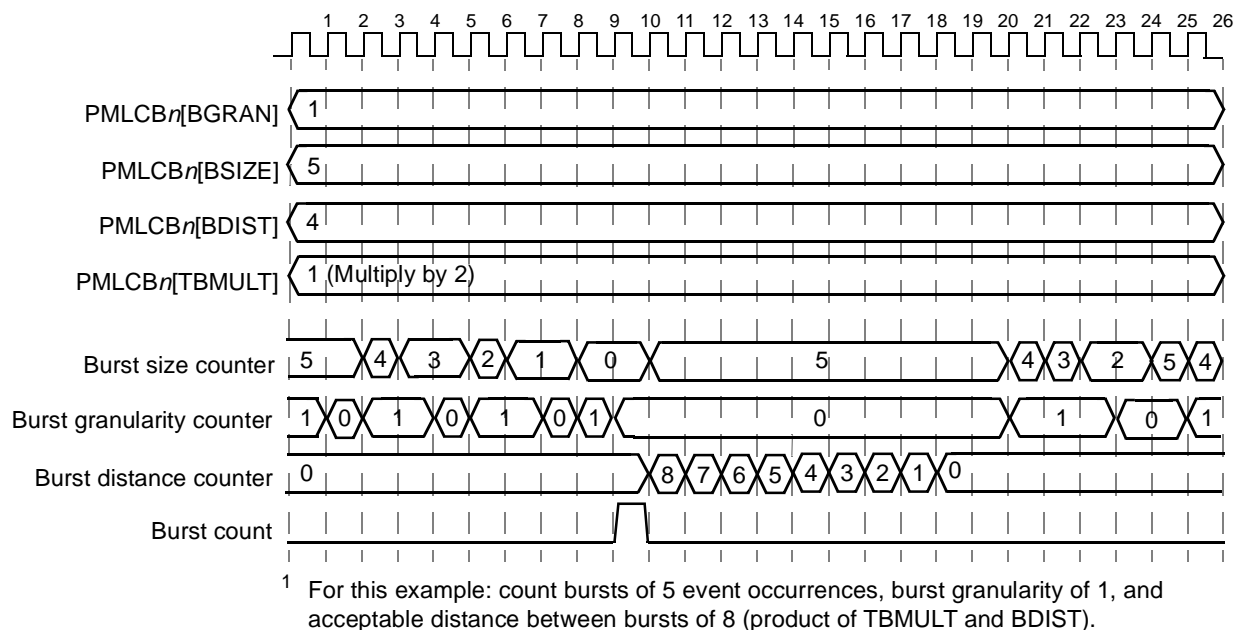 1 2 3 4 5 6 7 8 9 10 11 12 13 14 15 16 17 18 19 20 21 22 23 24 25 26
PMLCBn[BGRAN] 1
PMLCBn[BSIZE] 5
PMLCBn[BDIST] 4
PMLCBn[TBMULT] 1 (Multiply by 2)
Burst size counter 5 4 3 2 1 0 5 4 3 2 5 4
Burst granularity counter 1 0 1 0 1 0 1 0 1 0 1
Burst distance counter 0 8 7 6 5 4 3 2 1 0
Burst count
1 For this example: count bursts of 5 event occurrences, burst granularity of 1, and
acceptable distance between bursts of 8 (product of TBMULT and BDIST).